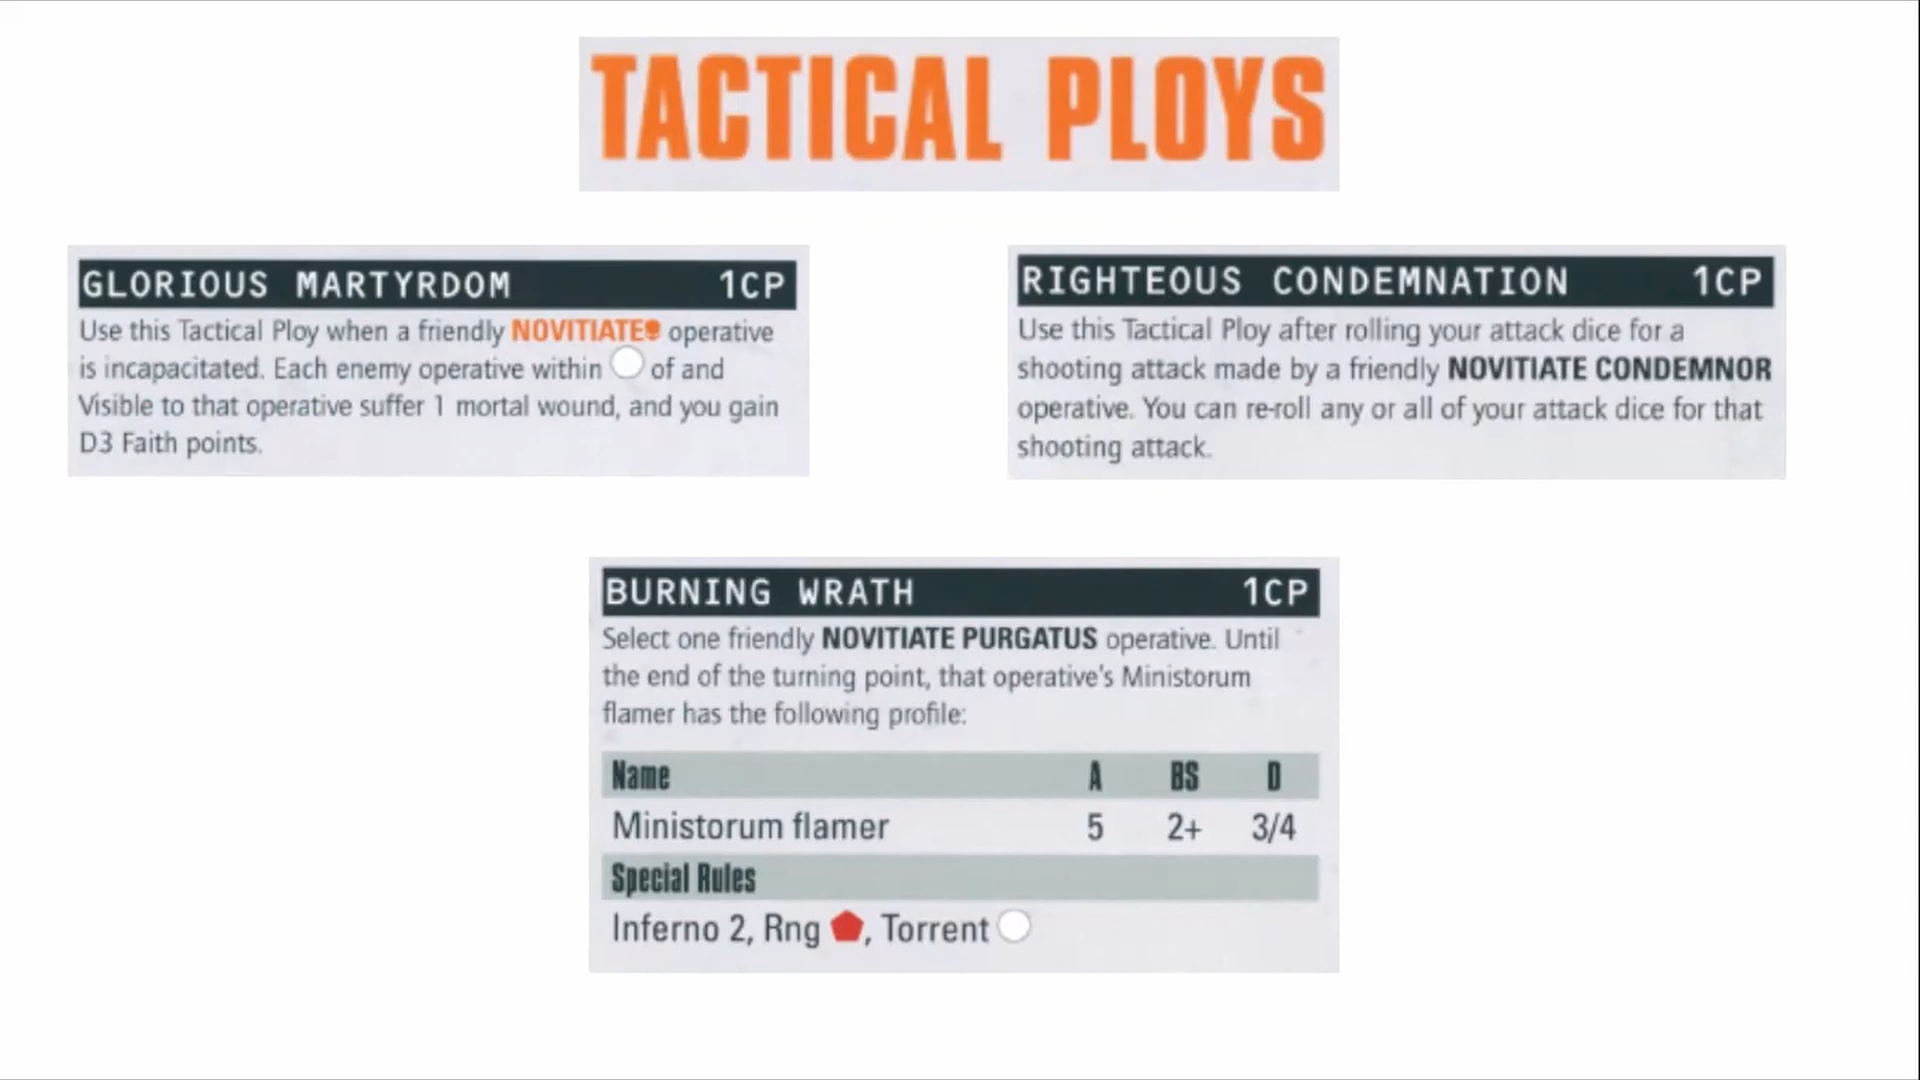 TACTICAL PLOYS
GLORIOUS MARTYRDOM 1CP
Use this Tactical Ploy when a friendly NOVITIATE operative
is incapacitated. Each enemy operative within of and
Visible to that operative suffer 1 mortal wound, and you gain
D3 Faith points.
RIGHTEOUS CONDEMNATION 1CP
Use this Tactical Ploy after rolling your attack dice for a
shooting attack made by a friendly NOVITIATE CONDEMNOR
operative. You can re-roll any or all of your attack dice for that
shooting attack.
BURNING WRATH 1CP
Select one friendly NOVITIATE PURGATUS operative. Until
the end of the turning point, that operative's Ministorum
flamer has the following profile:
Name A BS D
Ministorum flamer 5 2+ 3/4
Special Rules
Inferno 2, Rng , Torrent